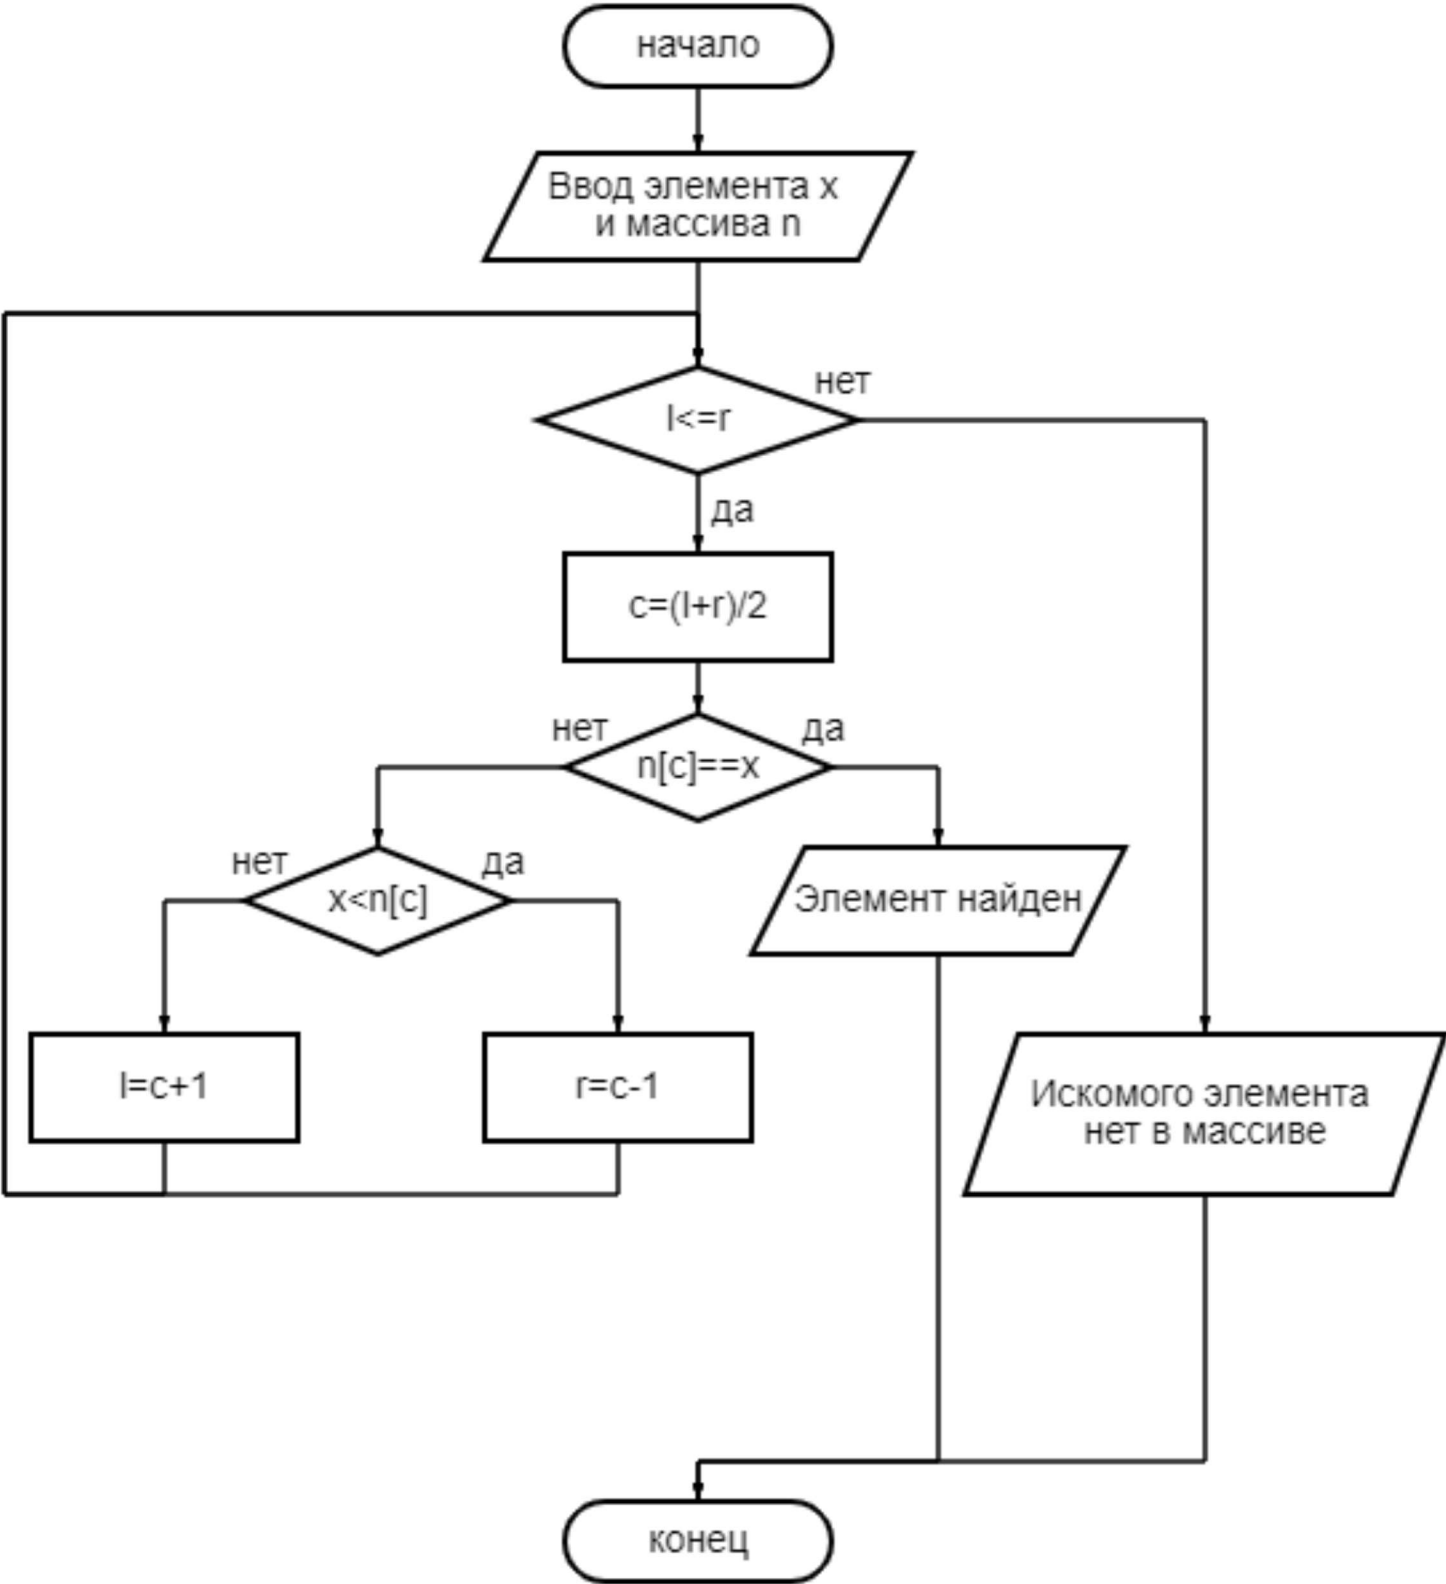 начало
Ввод элемента x
и массива n
l<=r
нет
да
c=(l+r)/2
нет
да
n[c]==x
нет
да
x<n[c]
Элемент найден
l=c+1
r=c-1
Искомого элемента
нет в массиве
конец